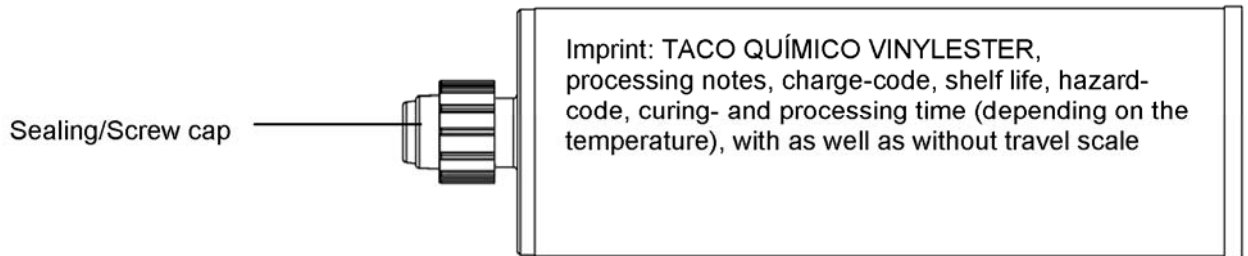 Imprint: TACO QUÍMICO VINYLESTER,
processing notes, charge-code, shelf life, hazard-
code, curing- and processing time (depending on the
temperature), with as well as without travel scale
Sealing/Screw cap